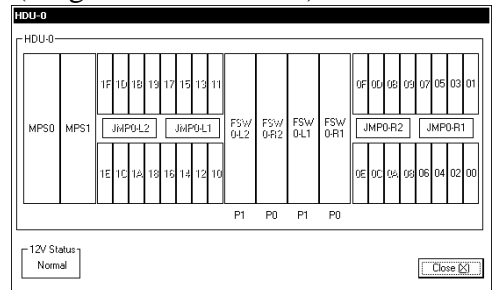 HDU-0
HDU-0
1F 1D 1B 19 17 15 13 11 0F 0D 0B 09 07 05 03 01
MPS0 MPS1 JMP0-L2 JMP0-L1 FSW 0-L2 FSW 0-R2 FSW 0-L1 FSW 0-R1 JMP0-R2 JMP0-R1
1E 1C 1A 18 16 14 12 10 0E 0C 0A 08 06 04 02 00
P1 P0 P1 P0
12V Status
Normal
Close